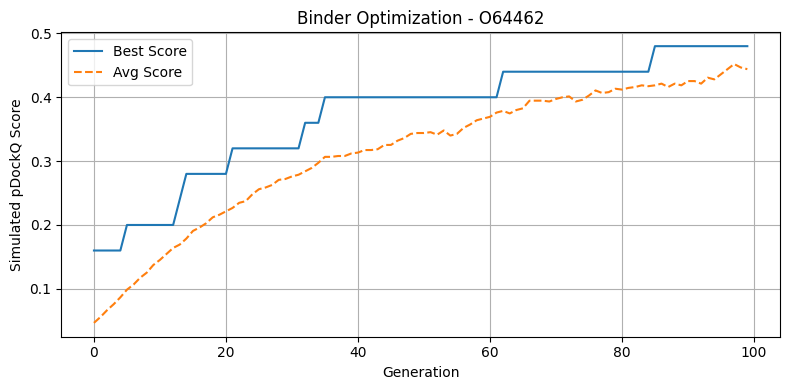 Binder Optimization - O64462
Best Score
Avg Score
Simulated pDockQ Score
0.5
0.4
0.3
0.2
0.1
0 20 40 60 80 100
Generation